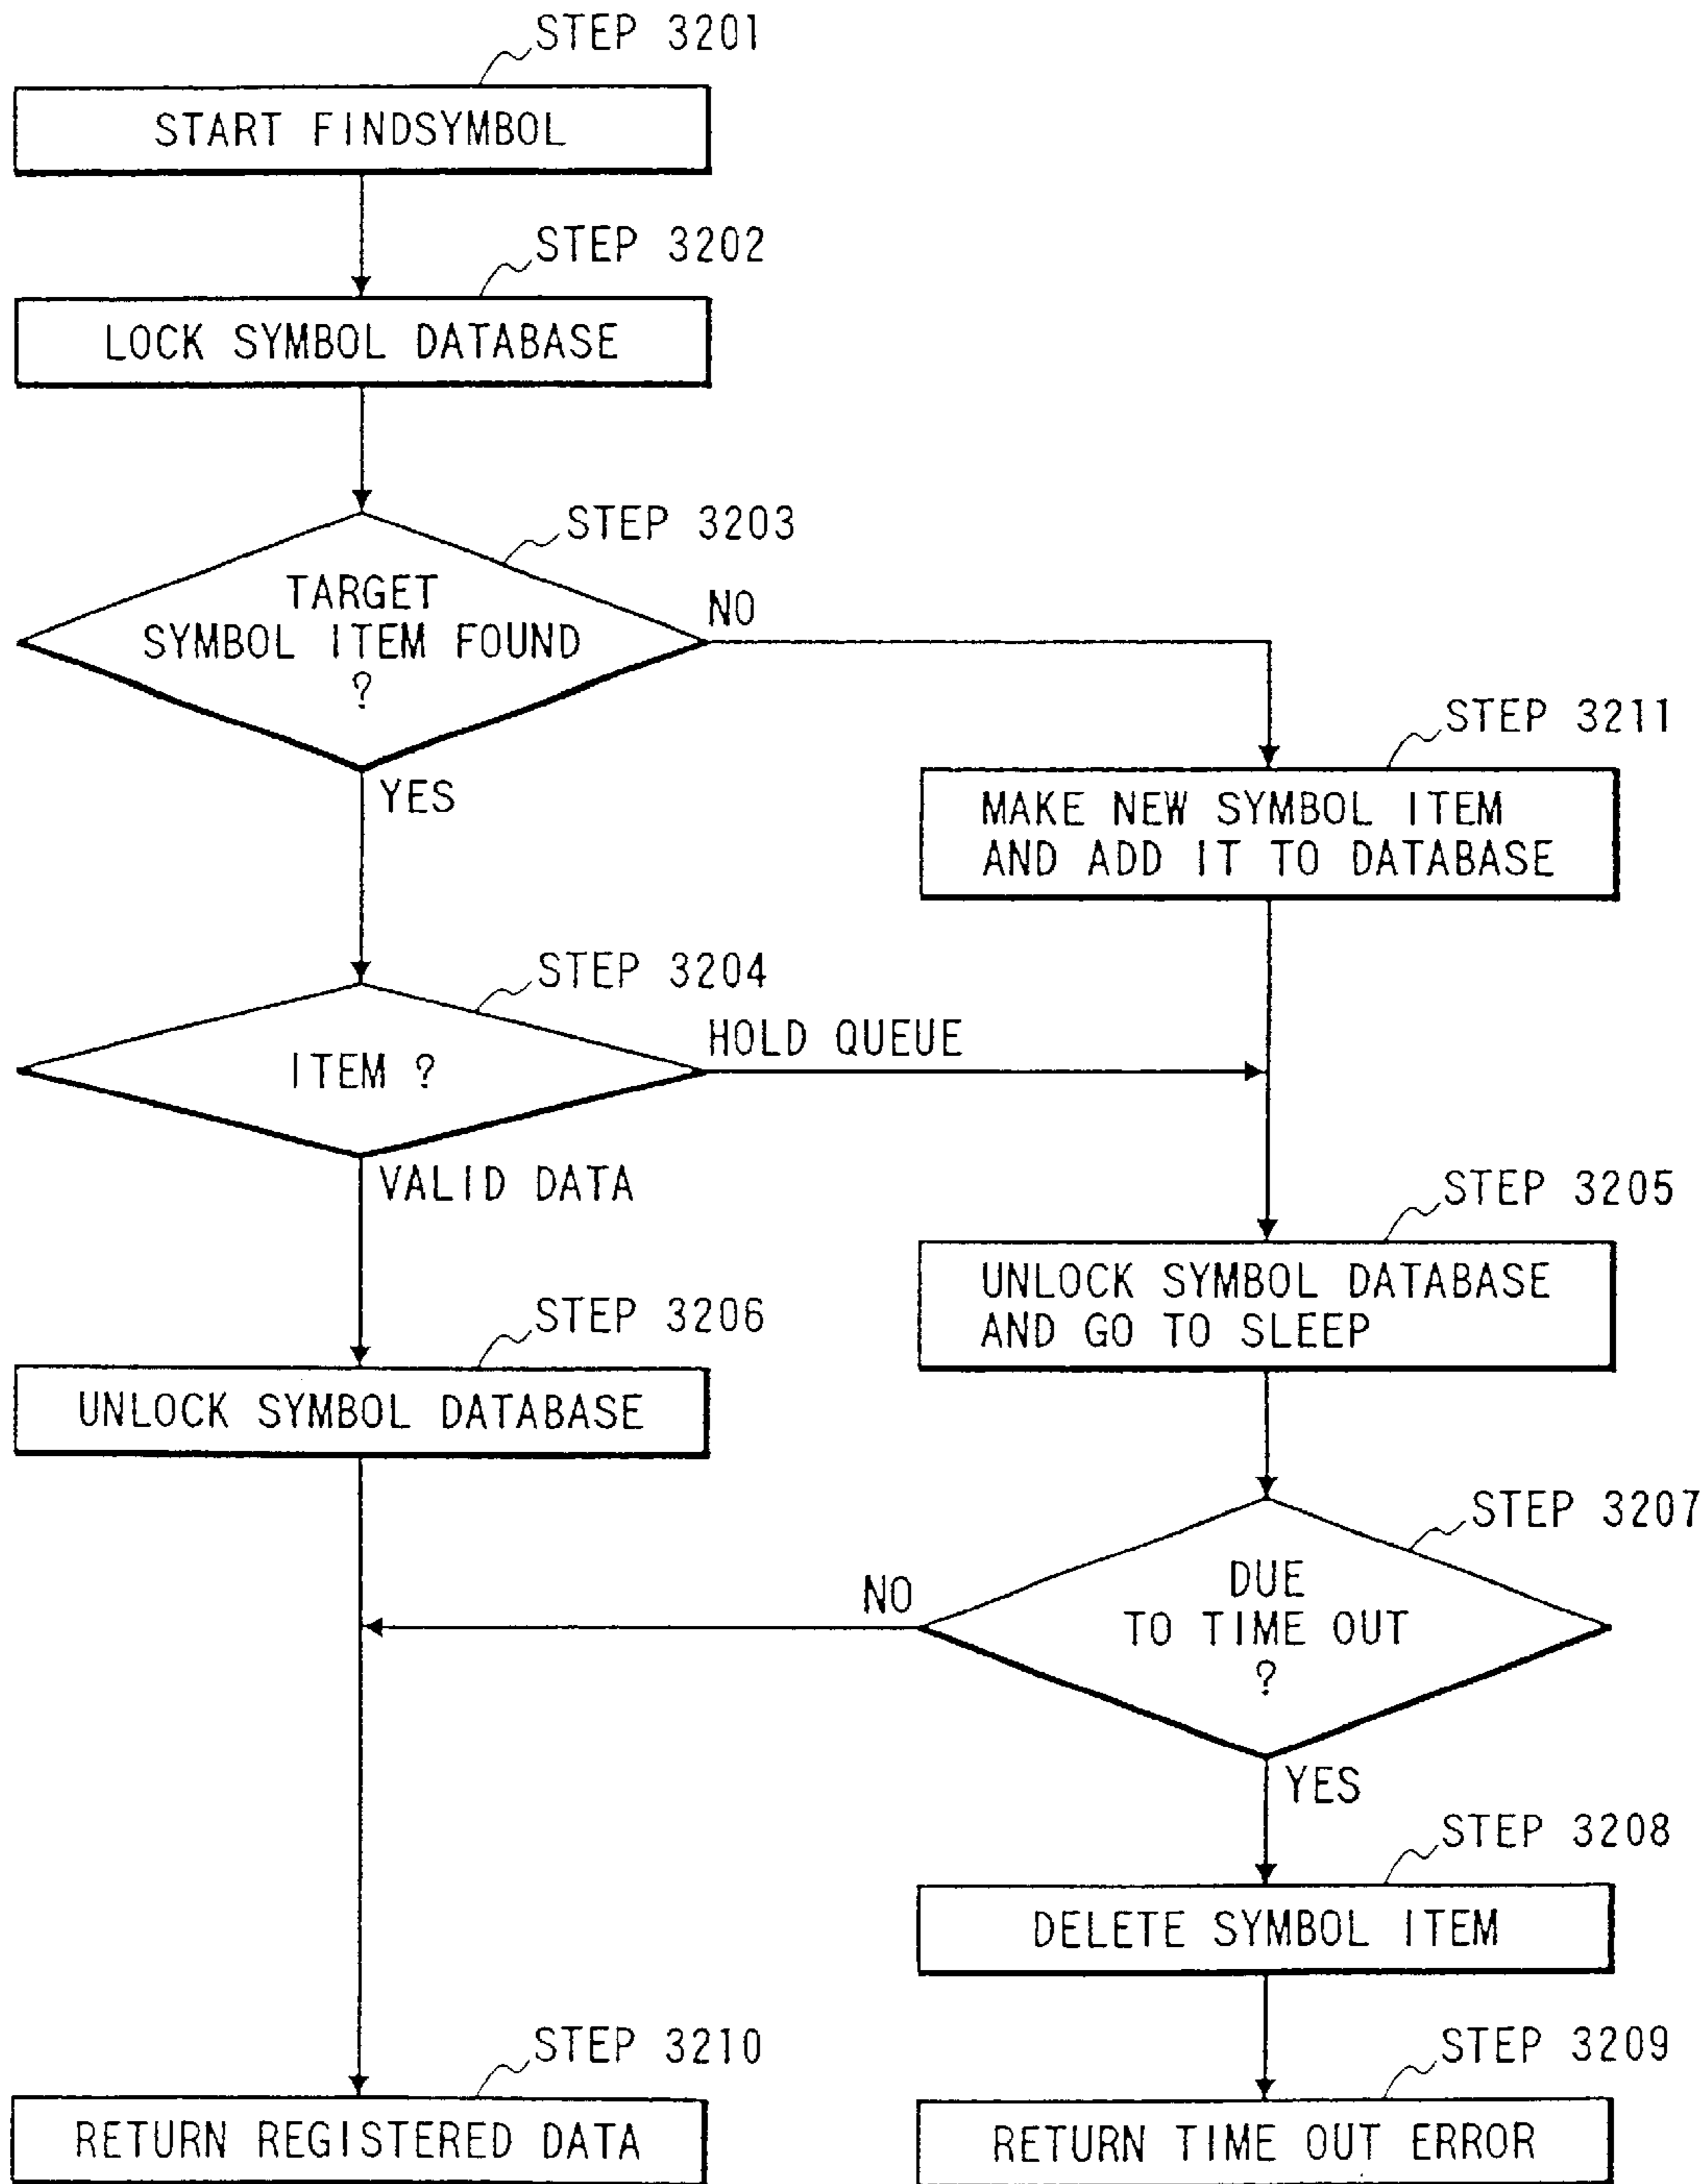 STEP 3201
START FINDSYMBOL
STEP 3202
LOCK SYMBOL DATABASE
STEP 3203
TARGET
SYMBOL ITEM FOUND
?
NO
YES
STEP 3211
MAKE NEW SYMBOL ITEM
AND ADD IT TO DATABASE
STEP 3204
ITEM ?
HOLD QUEUE
VALID DATA
STEP 3205
UNLOCK SYMBOL DATABASE
AND GO TO SLEEP
STEP 3206
UNLOCK SYMBOL DATABASE
STEP 3207
DUE
TO TIME OUT
?
NO
YES
STEP 3208
DELETE SYMBOL ITEM
STEP 3210
RETURN REGISTERED DATA
STEP 3209
RETURN TIME OUT ERROR